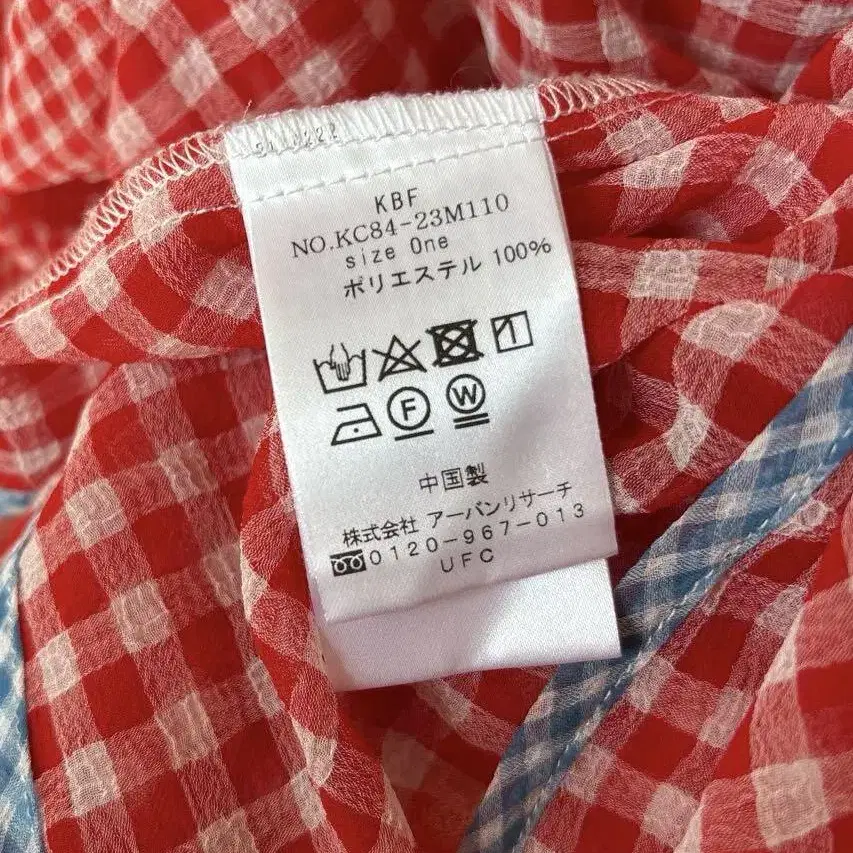 KBF
NO.KC84-23M110
size One
ポリエステル 100%
F W
中国製
株式会社 アーバンリサーチ
0120-967-013
UFC